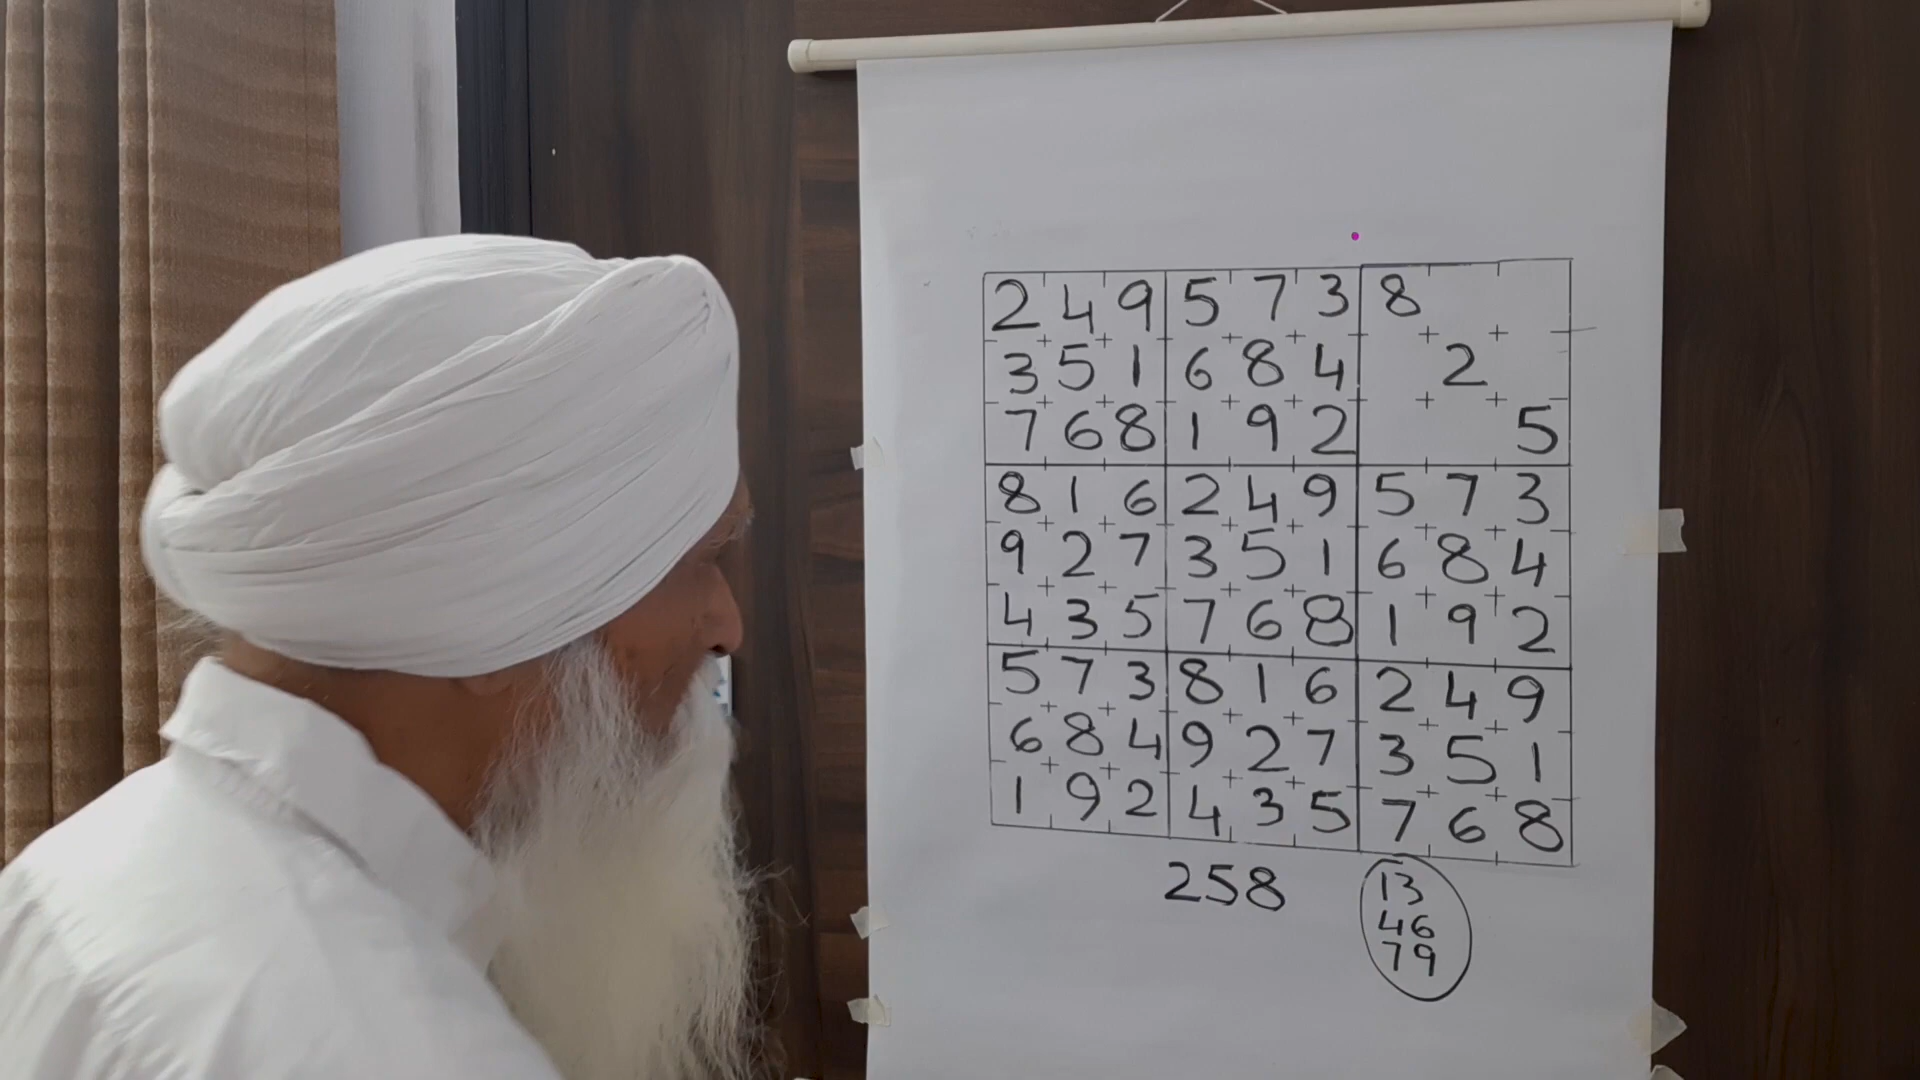 2 4 9 5 7 3 8
3 5 1 6 8 4 2
7 6 8 1 9 2 5
8 1 6 2 4 9 5 7 3
9 2 7 3 5 1 6 8 4
4 3 5 7 6 8 1 9 2
5 7 3 8 1 6 2 4 9
6 8 4 9 2 7 3 5 1
1 9 2 4 3 5 7 6 8
258
13
46
79